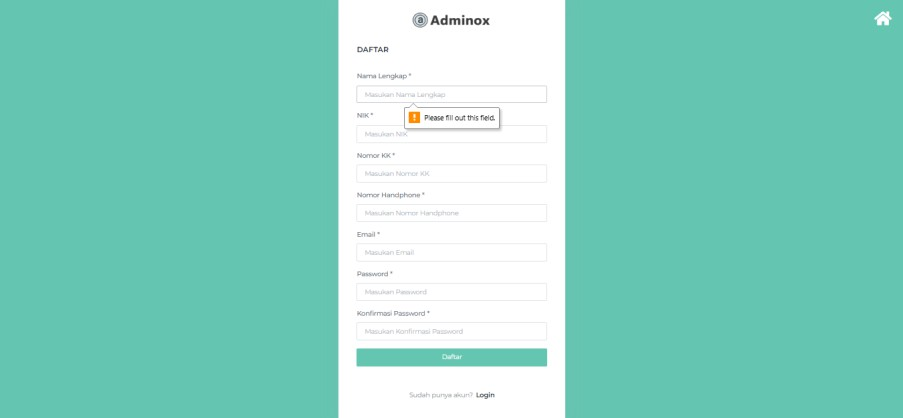 @ Adminox
DAFTAR
Nama Lengkap *
Masukan Nama Lengkap
! Please fill out this field.
NIK *
Masukan NIK
Nomor KK *
Masukan Nomor KK
Nomor Handphone *
Masukan Nomor Handphone
Email *
Masukan Email
Password *
Masukan Password
Konfirmasi Password *
Masukan Konfirmasi Password
Daftar
Sudah punya akun? Login